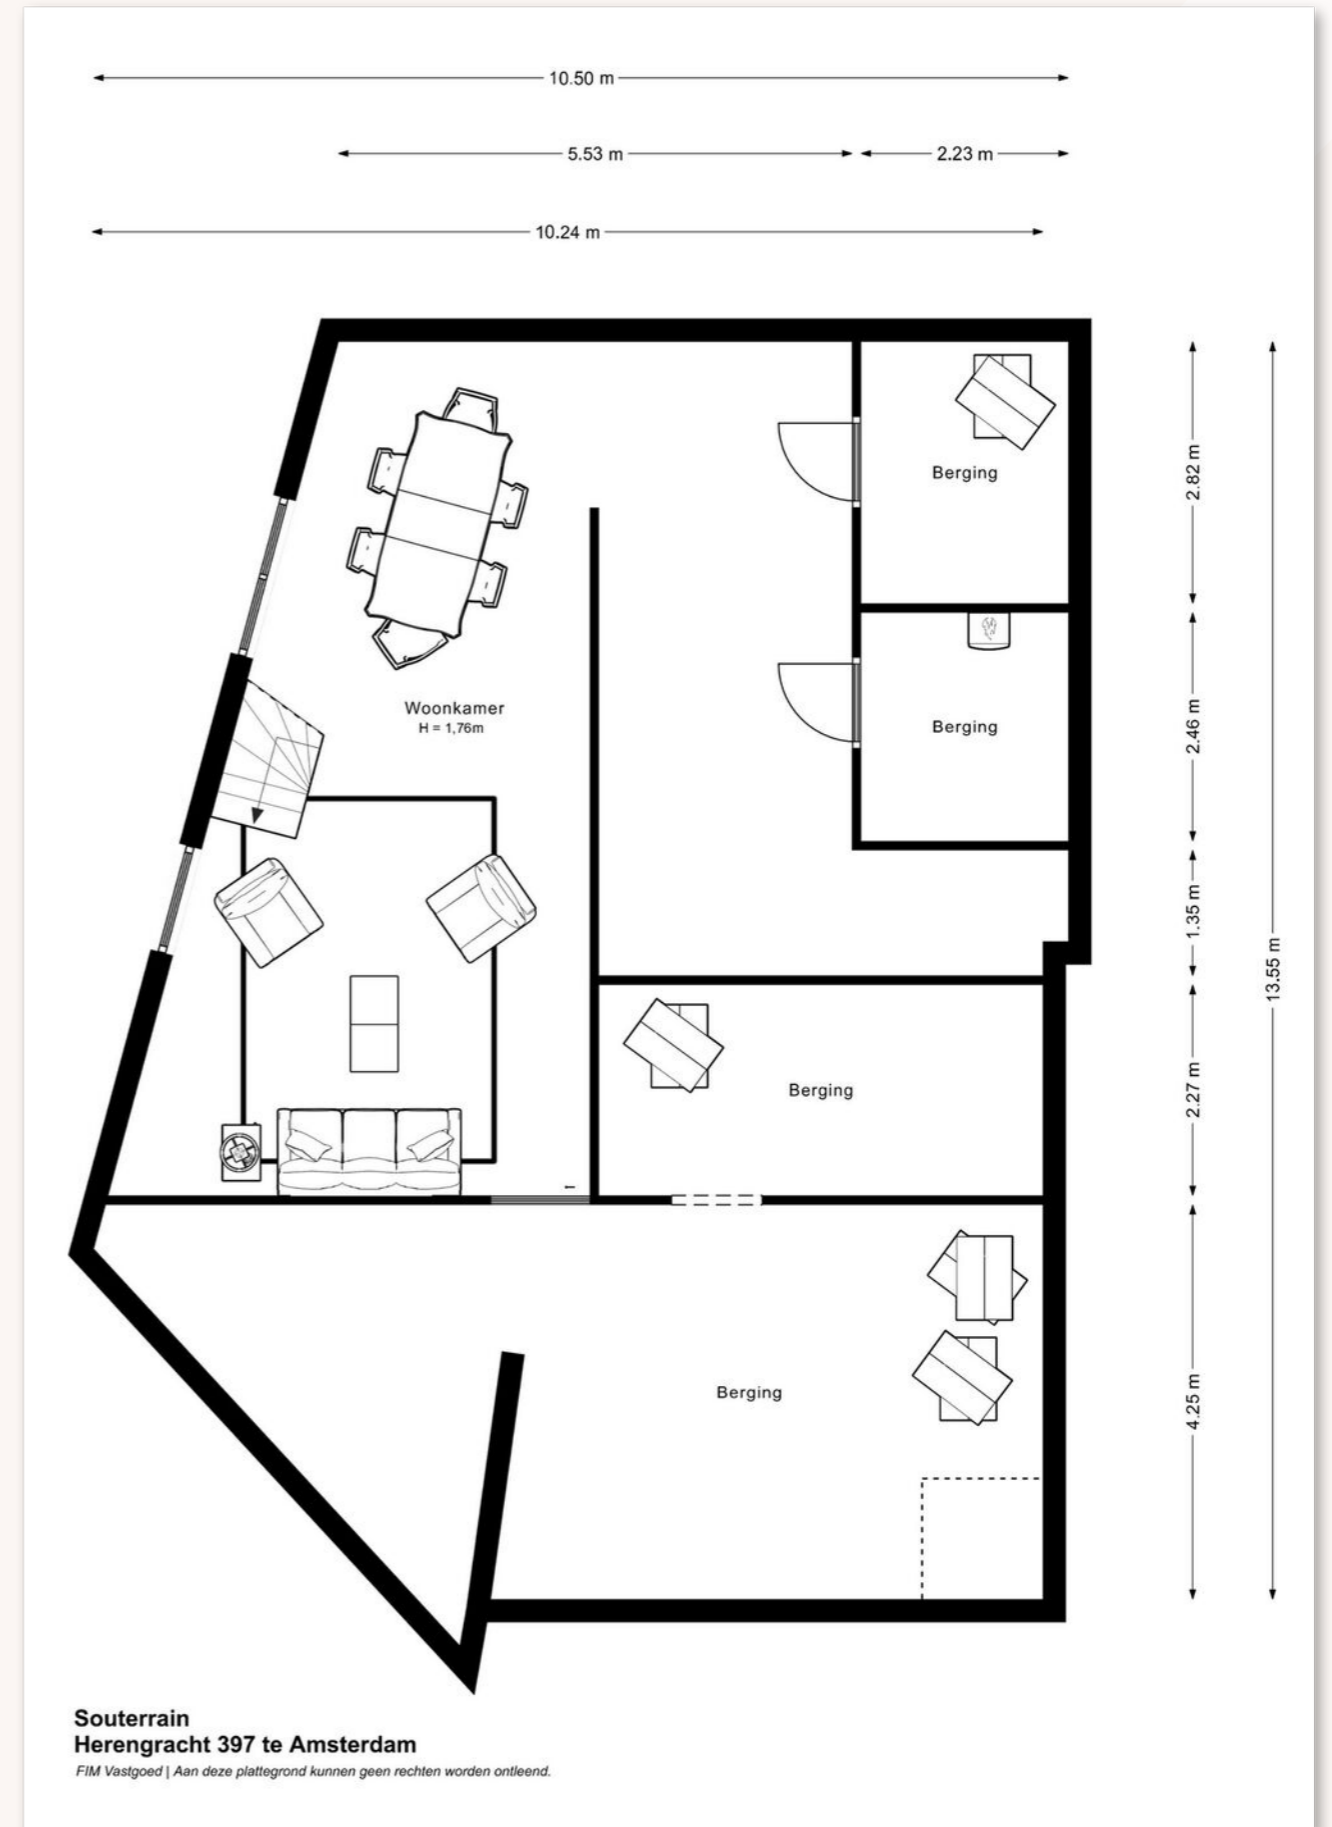 10.50 m
5.53 m
2.23 m
10.24 m
Berging
2.82 m
Woonkamer
H = 1,76m
Berging
2.46 m
1.35 m
13.55 m
Berging
2.27 m
Berging
4.25 m
Souterrain
Herengracht 397 te Amsterdam
FIM Vastgoed | Aan deze plattegrond kunnen geen rechten worden ontleend.